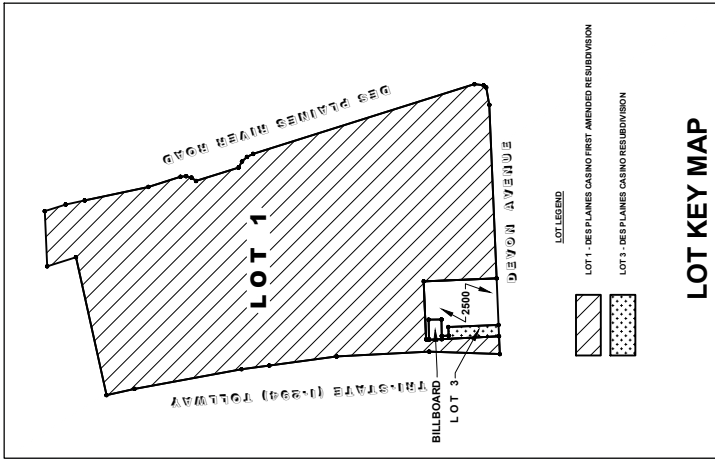 DES PLAINES RIVER ROAD
LOT 1
DEVON AVENUE
TRI-STATE (I-294) TOLLWAY
BILLBOARD
LOT 3
2500
LOT LEGEND
LOT 1 - DES PLAINES CASINO FIRST AMENDED RESUBDIVISION
LOT 3 - DES PLAINES CASINO RESUBDIVISION
LOT KEY MAP